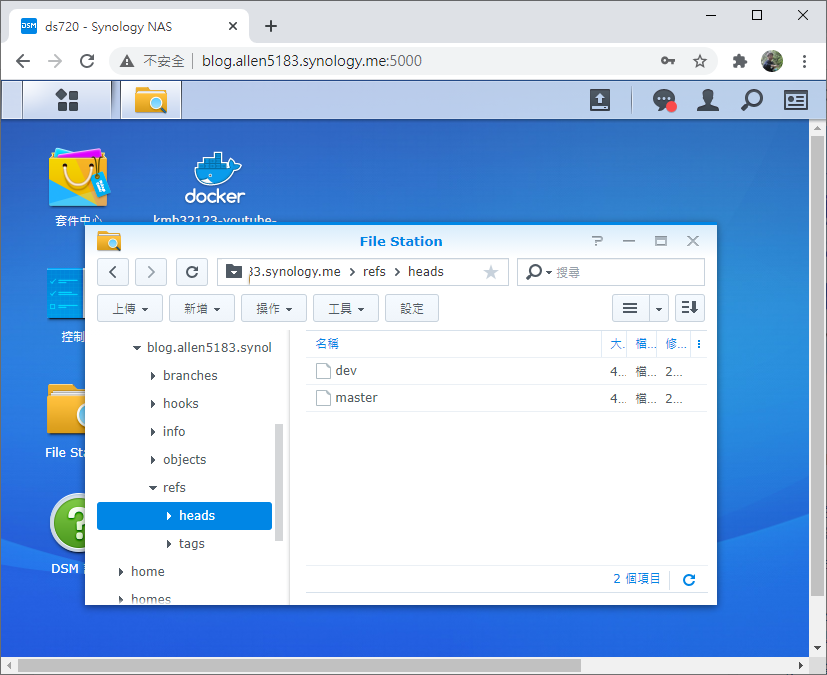 DSM
ds720 - Synology NAS
不安全
blog.allen5183.synology.me:5000
套件中心
docker
kmb32123-youtube-
控制
File Sta
DSM
File Station
33.synology.me
refs
heads
搜尋
上傳
新增
操作
工具
設定
blog.allen5183.synol
branches
hooks
info
objects
refs
heads
tags
home
homes
名稱
大...
檔...
修...
dev
4...
檔...
2...
master
4...
檔...
2...
2 個項目